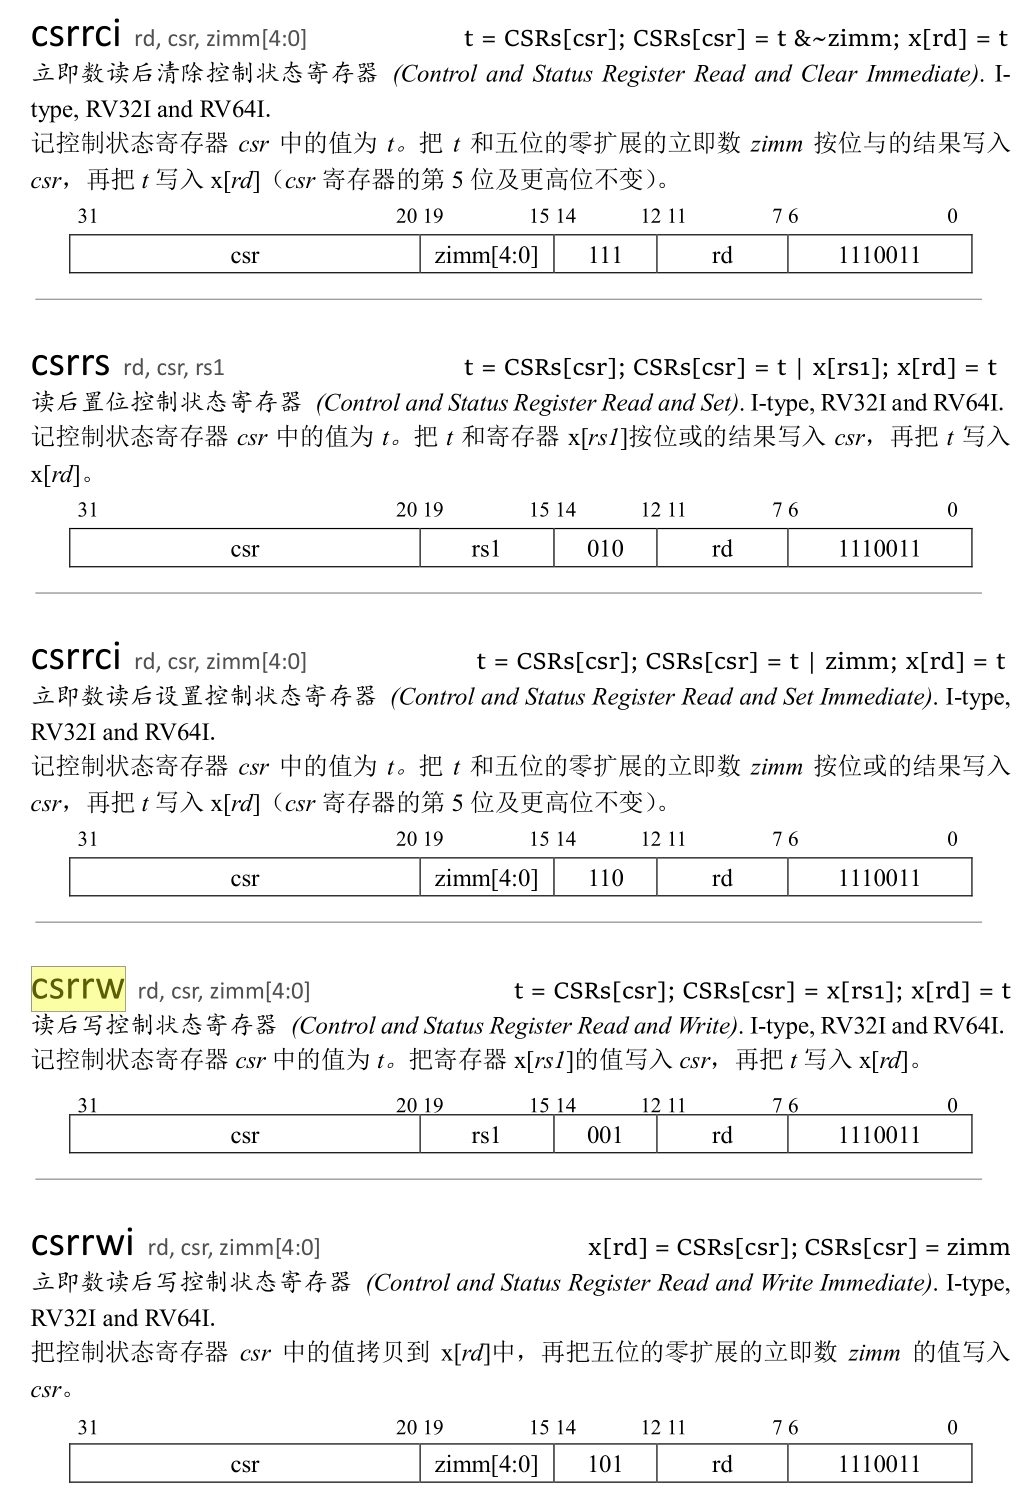 csrrci rd, csr, zimm[4:0] t = CSRs[csr]; CSRs[csr] = t &~zimm; x[rd] = t
立即数读后清除控制状态寄存器 (Control and Status Register Read and Clear Immediate). I-
type, RV32I and RV64I.
记控制状态寄存器 csr 中的值为 t。把 t 和五位的零扩展的立即数 zimm 按位与的结果写入
csr，再把 t 写入 x[rd]（csr 寄存器的第 5 位及更高位不变）。
31 20 19 15 14 12 11 7 6 0
csr zimm[4:0] 111 rd 1110011
csrrs rd, csr, rs1 t = CSRs[csr]; CSRs[csr] = t | x[rs1]; x[rd] = t
读后置位控制状态寄存器 (Control and Status Register Read and Set). I-type, RV32I and RV64I.
记控制状态寄存器 csr 中的值为 t。把 t 和寄存器 x[rs1]按位或的结果写入 csr，再把 t 写入
x[rd]。
31 20 19 15 14 12 11 7 6 0
csr rs1 010 rd 1110011
csrrci rd, csr, zimm[4:0] t = CSRs[csr]; CSRs[csr] = t | zimm; x[rd] = t
立即数读后设置控制状态寄存器 (Control and Status Register Read and Set Immediate). I-type,
RV32I and RV64I.
记控制状态寄存器 csr 中的值为 t。把 t 和五位的零扩展的立即数 zimm 按位或的结果写入
csr，再把 t 写入 x[rd]（csr 寄存器的第 5 位及更高位不变）。
31 20 19 15 14 12 11 7 6 0
csr zimm[4:0] 110 rd 1110011
csrrw rd, csr, zimm[4:0] t = CSRs[csr]; CSRs[csr] = x[rs1]; x[rd] = t
读后写控制状态寄存器 (Control and Status Register Read and Write). I-type, RV32I and RV64I.
记控制状态寄存器 csr 中的值为 t。把寄存器 x[rs1]的值写入 csr，再把 t 写入 x[rd]。
31 20 19 15 14 12 11 7 6 0
csr rs1 001 rd 1110011
csrrwi rd, csr, zimm[4:0] x[rd] = CSRs[csr]; CSRs[csr] = zimm
立即数读后写控制状态寄存器 (Control and Status Register Read and Write Immediate). I-type,
RV32I and RV64I.
把控制状态寄存器 csr 中的值拷贝到 x[rd]中，再把五位的零扩展的立即数 zimm 的值写入
csr。
31 20 19 15 14 12 11 7 6 0
csr zimm[4:0] 101 rd 1110011